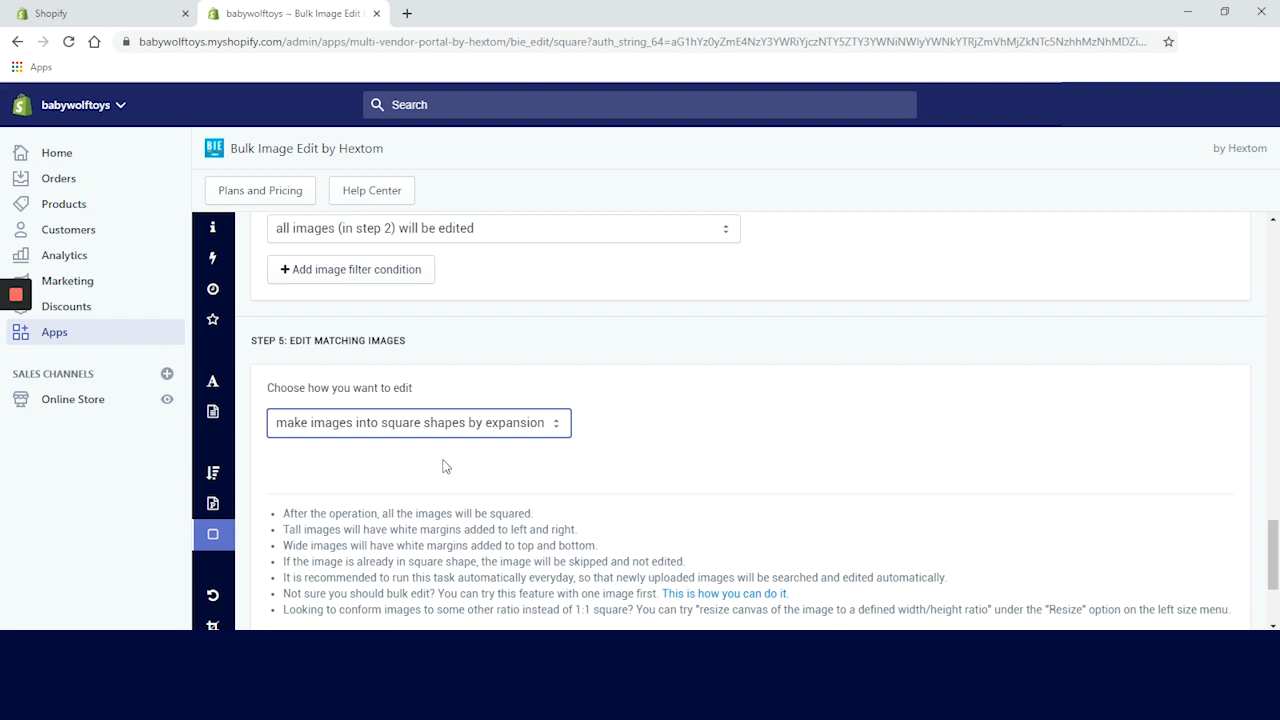 Shopify
babywolftoys ~ Bulk Image Edit
babywolftoys.myshopify.com/admin/apps/multi-vendor-portal-by-hextom/bie_edit/square?auth_string_64=aG1hYz0yZmE4NzY3YWRiYjczNTY5ZTY3YWNiNWIyYWNkYTRjZmVhMjZkNTc5NzhhMzNhMDZi...
Apps
babywolftoys
Search
Home
Orders
Products
Customers
Analytics
Marketing
Discounts
Apps
SALES CHANNELS
Online Store
BIE
Bulk Image Edit by Hextom
by Hextom
Plans and Pricing
Help Center
all images (in step 2) will be edited
+ Add image filter condition
STEP 5: EDIT MATCHING IMAGES
Choose how you want to edit
make images into square shapes by expansion
• After the operation, all the images will be squared.
• Tall images will have white margins added to left and right.
• Wide images will have white margins added to top and bottom.
• If the image is already in square shape, the image will be skipped and not edited.
• It is recommended to run this task automatically everyday, so that newly uploaded images will be searched and edited automatically.
• Not sure you should bulk edit? You can try this feature with one image first. This is how you can do it.
• Looking to conform images to some other ratio instead of 1:1 square? You can try "resize canvas of the image to a defined width/height ratio" under the "Resize" option on the left size menu.